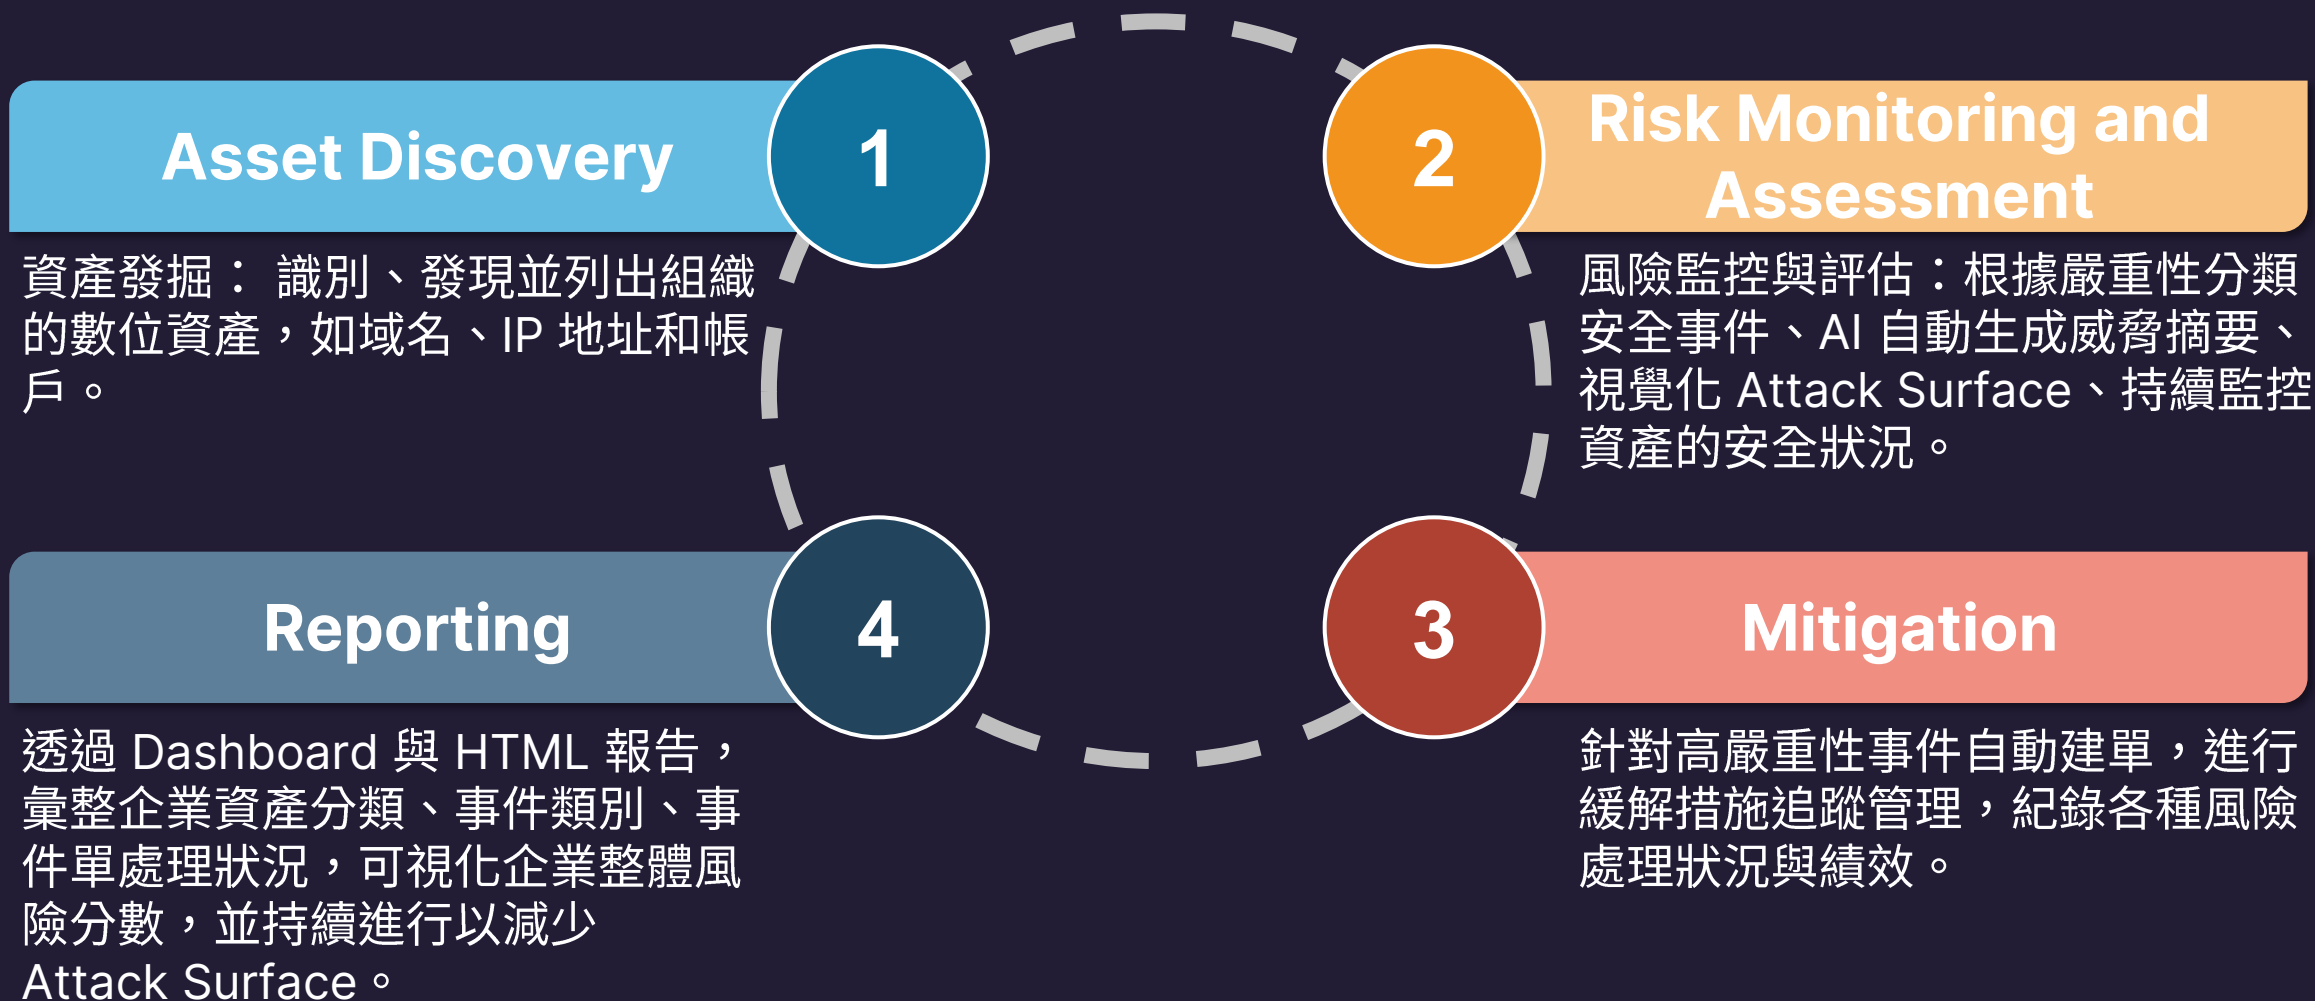 Asset Discovery
1
資產發掘： 識別、發現並列出組織
的數位資產，如域名、IP 地址和帳
戶。
2
Risk Monitoring and
Assessment
風險監控與評估：根據嚴重性分類
安全事件、AI 自動生成威脅摘要、
視覺化 Attack Surface、持續監控
資產的安全狀況。
3
Mitigation
針對高嚴重性事件自動建單，進行
緩解措施追蹤管理，紀錄各種風險
處理狀況與績效。
Reporting
4
透過 Dashboard 與 HTML 報告，
彙整企業資產分類、事件類別、事
件單處理狀況，可視化企業整體風
險分數，並持續進行以減少
Attack Surface。